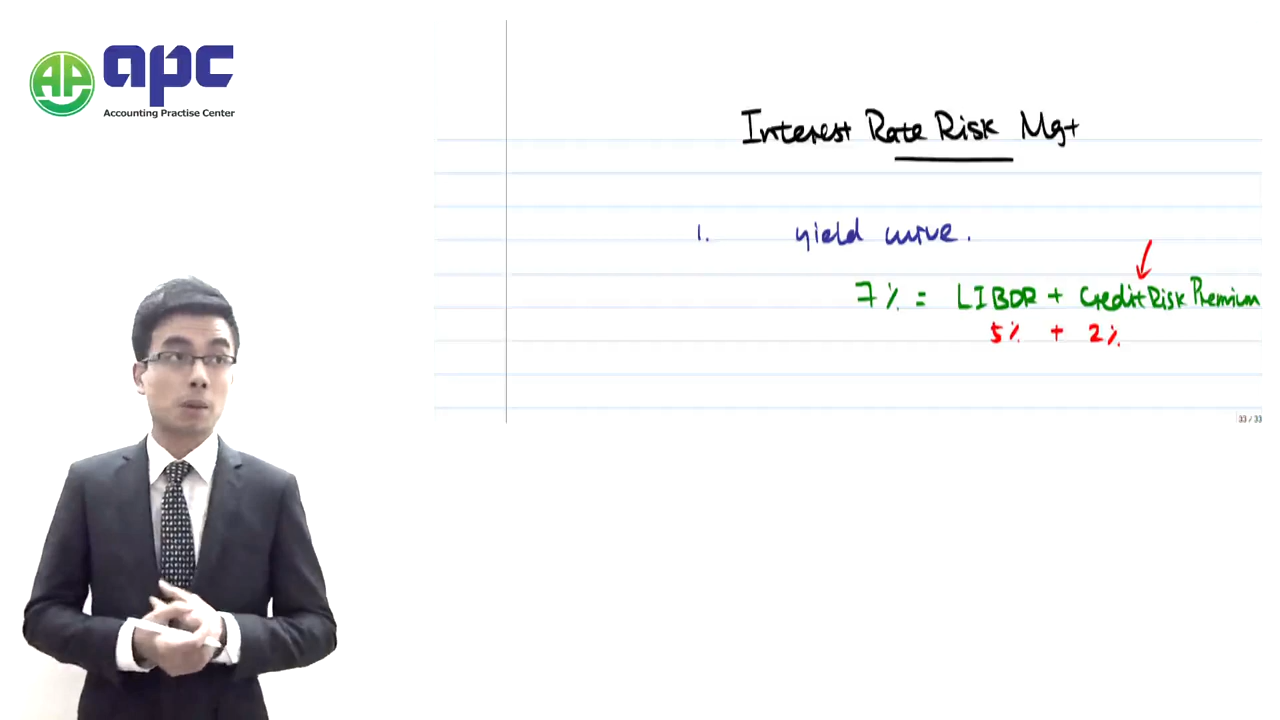 AP
apc
Accounting Practise Center
Interest Rate Risk Mgt
1. yield curve.
7% = LIBOR + Credit Risk Premium
5% + 2%
33 / 33